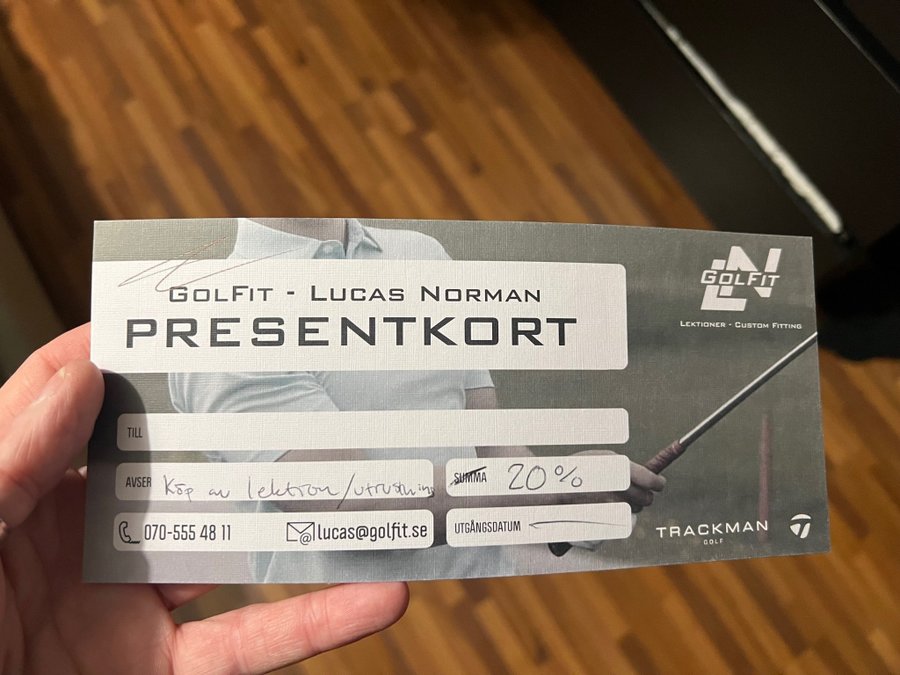 GOLFIT - LUCAS NORMAN
PRESENTKORT
LN
GOLFIT
LEKTIONER - CUSTOM FITTING
TILL
AVSER Köp av lektion/utrustning
SUMMA 20%
070-555 48 11
lucas@golfit.se
UTGÅNGSDATUM
TRACKMAN
GOLF